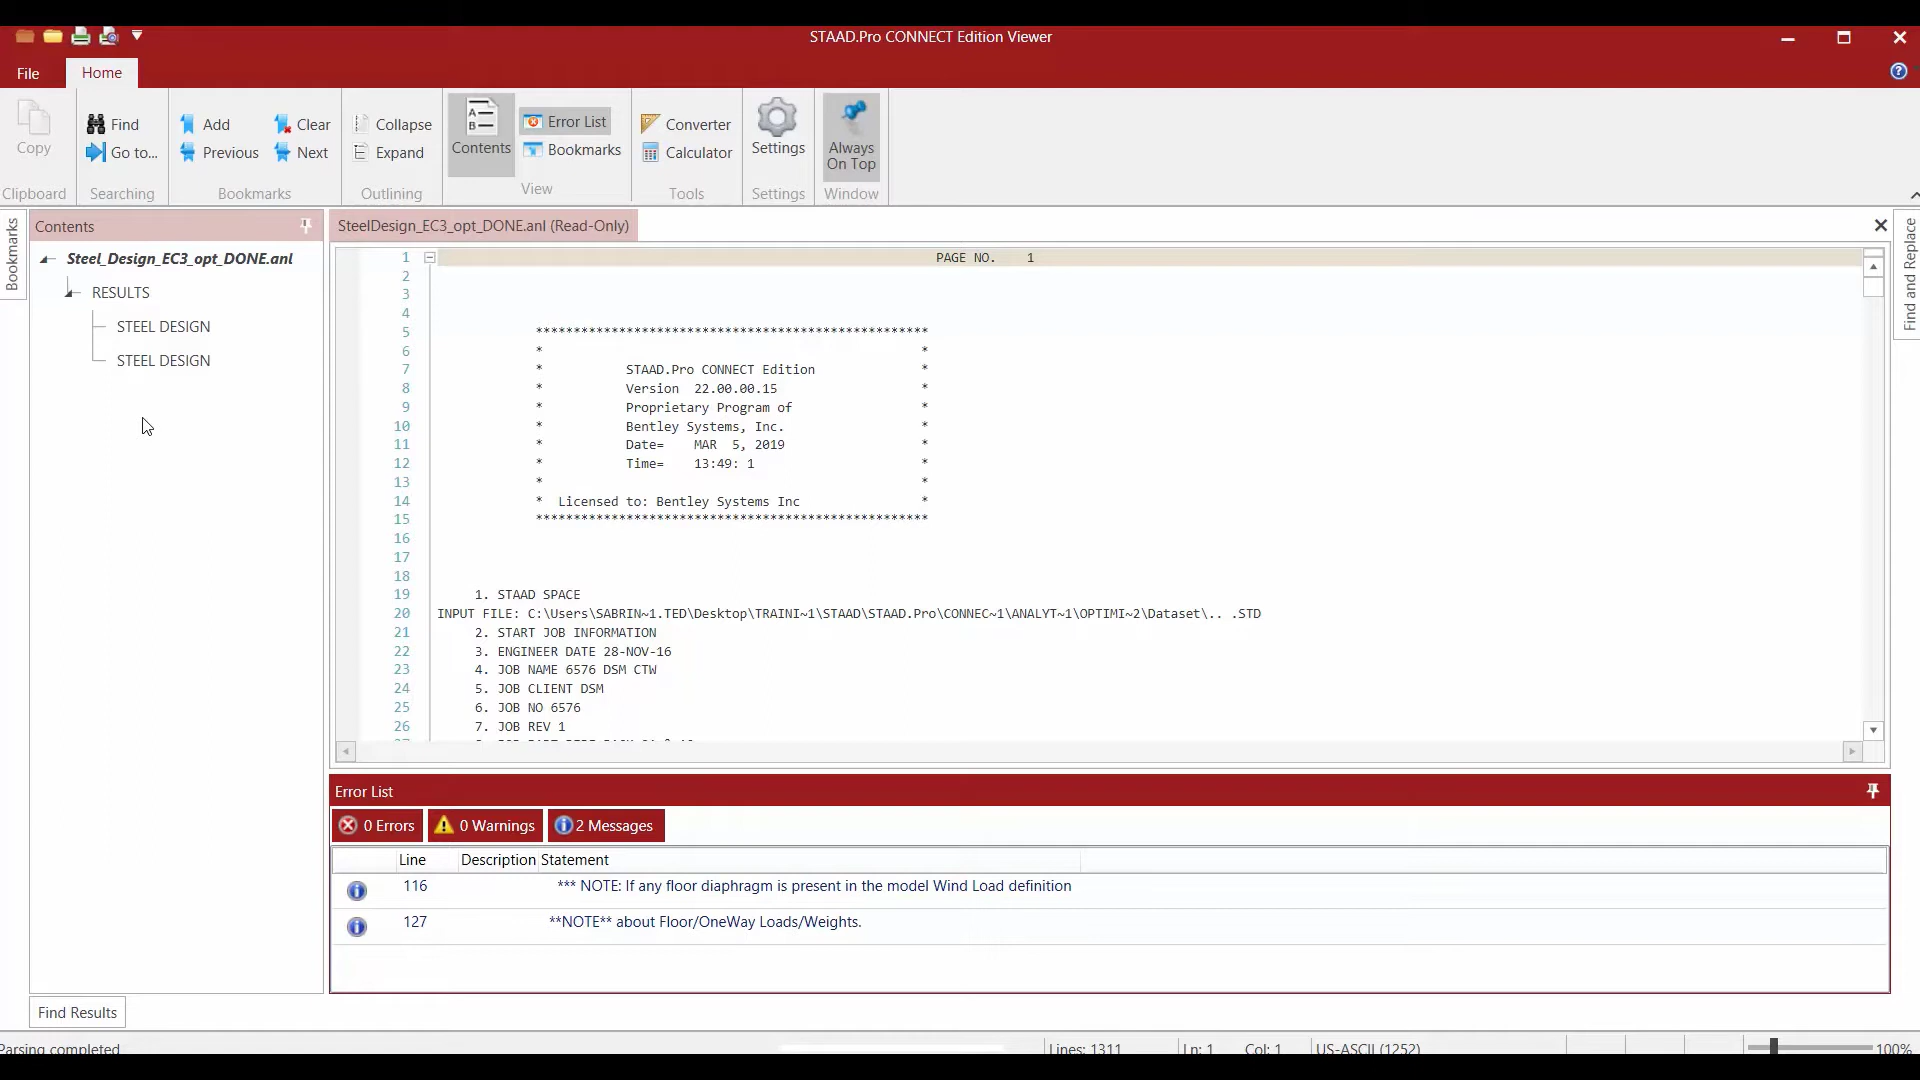 STAAD.Pro CONNECT Edition Viewer
File
Home
Copy
Find
Go to...
Add
Previous
Clear
Next
Collapse
Expand
Contents
Error List
Bookmarks
Converter
Calculator
Settings
Always
On Top
Clipboard
Searching
Bookmarks
Outlining
View
Tools
Settings
Window
Bookmarks
Contents
Steel_Design_EC3_opt_DONE.anl
RESULTS
STEEL DESIGN
STEEL DESIGN
SteelDesign_EC3_opt_DONE.anl (Read-Only)
Find and Replace
1 PAGE NO. 1
2
3
4
5 ****************************************************
6 * *
7 * STAAD.Pro CONNECT Edition *
8 * Version 22.00.00.15 *
9 * Proprietary Program of *
10 * Bentley Systems, Inc. *
11 * Date= MAR 5, 2019 *
12 * Time= 13:49: 1 *
13 * *
14 * Licensed to: Bentley Systems Inc *
15 ****************************************************
16
17
18
19 1. STAAD SPACE
20 INPUT FILE: C:\Users\SABRIN~1.TED\Desktop\TRAINI~1\STAAD\STAAD.Pro\CONNEC~1\ANALYT~1\OPTIMI~2\Dataset\.. .STD
21 2. START JOB INFORMATION
22 3. ENGINEER DATE 28-NOV-16
23 4. JOB NAME 6576 DSM CTW
24 5. JOB CLIENT DSM
25 6. JOB NO 6576
26 7. JOB REV 1
Error List
0 Errors
0 Warnings
2 Messages
Line Description Statement
116 *** NOTE: If any floor diaphragm is present in the model Wind Load definition
127 **NOTE** about Floor/OneWay Loads/Weights.
Find Results
Parsing completed
Lines: 1311
Ln: 1
Col: 1
US-ASCII (1252)
100%